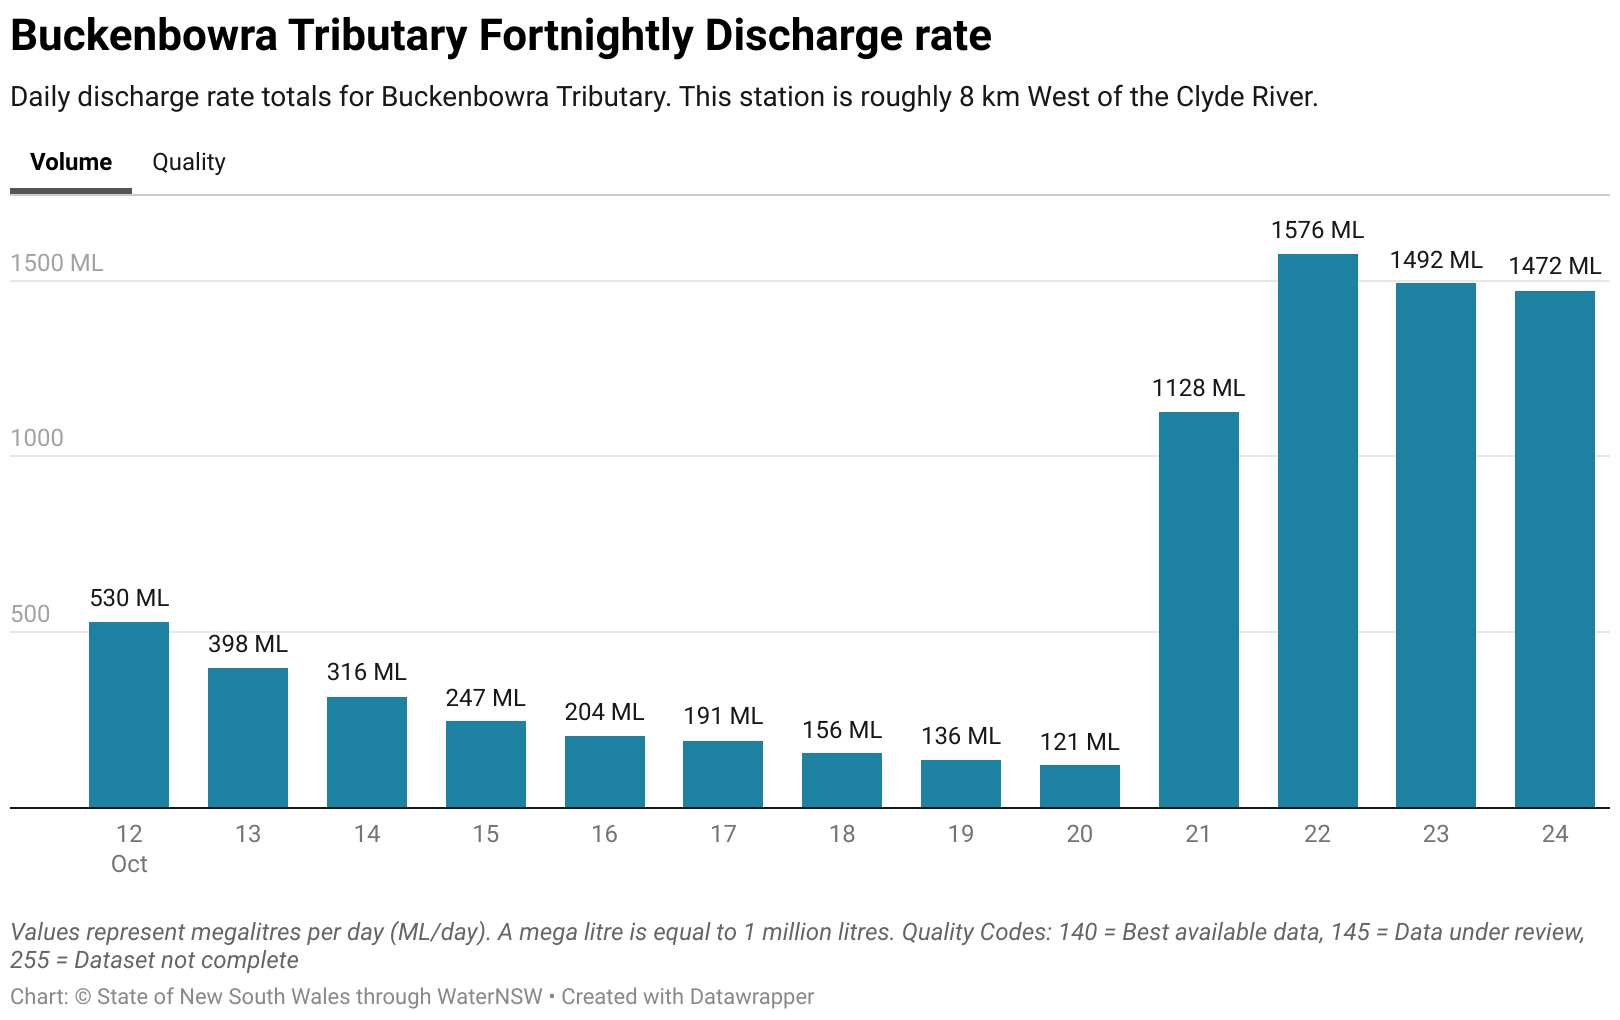 Buckenbowra Tributary Fortnightly Discharge rate
Daily discharge rate totals for Buckenbowra Tributary. This station is roughly 8 km West of the Clyde River.
Volume Quality
1500 ML
1000
500
530 ML
398 ML
316 ML
247 ML
204 ML
191 ML
156 ML
136 ML
121 ML
1128 ML
1576 ML
1492 ML
1472 ML
12 13 14 15 16 17 18 19 20 21 22 23 24
Oct
Values represent megalitres per day (ML/day). A mega litre is equal to 1 million litres. Quality Codes: 140 = Best available data, 145 = Data under review,
255 = Dataset not complete
Chart: © State of New South Wales through WaterNSW • Created with Datawrapper